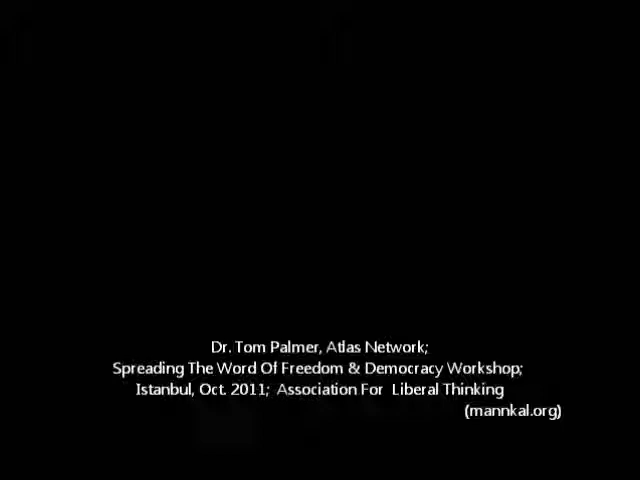 Dr. Tom Palmer, Atlas Network;
Spreading The Word Of Freedom & Democracy Workshop;
Istanbul, Oct. 2011; Association For Liberal Thinking
(mannkal.org)